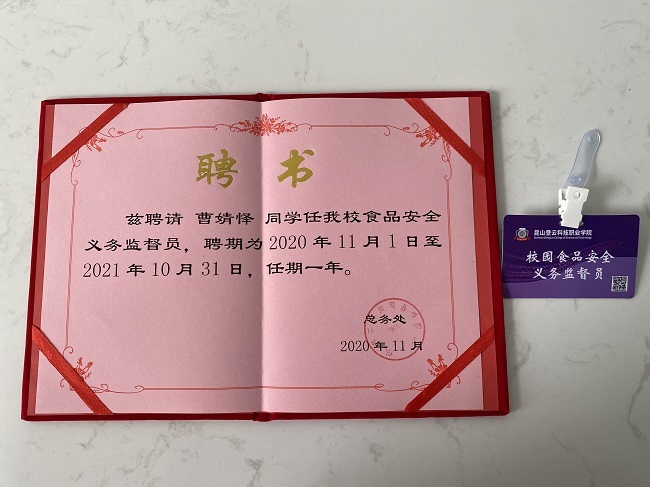 聘 书
兹聘请 曹婧怿 同学任我校食品安全
义务监督员，聘期为 2020 年 11 月 1 日至
2021 年 10 月 31 日，任期一年。
总务处
2020 年 11 月
昆山登云科技职业学院
校园食品安全
义务监督员